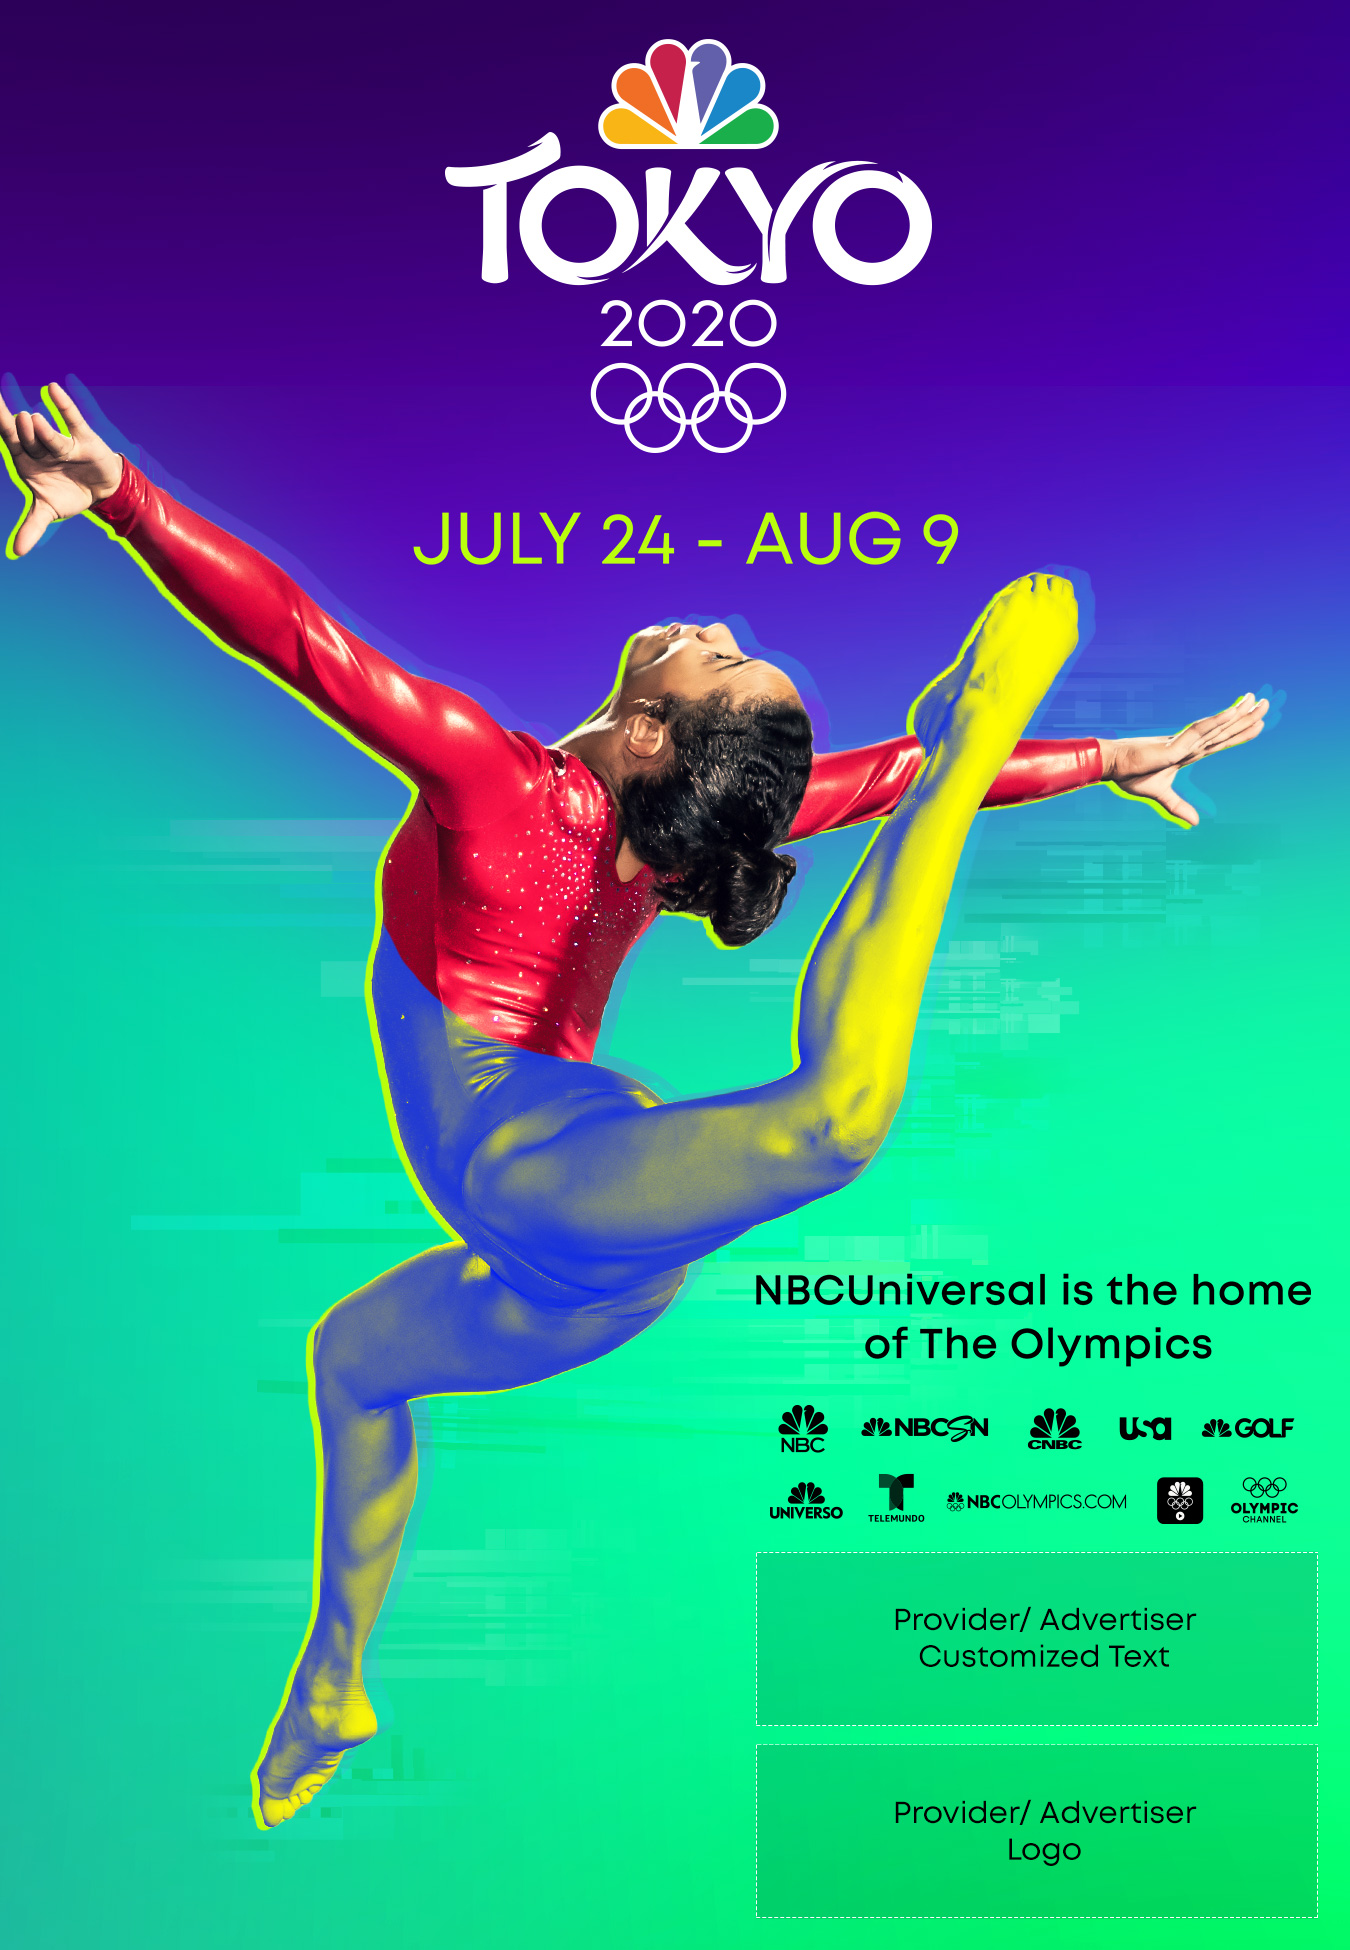 TOKYO
2020
JULY 24 - AUG 9
NBCUniversal is the home
of The Olympics
NBC NBCSN CNBC usa GOLF
UNIVERSO TELEMUNDO NBCOLYMPICS.COM OLYMPIC CHANNEL
Provider/ Advertiser
Customized Text
Provider/ Advertiser
Logo